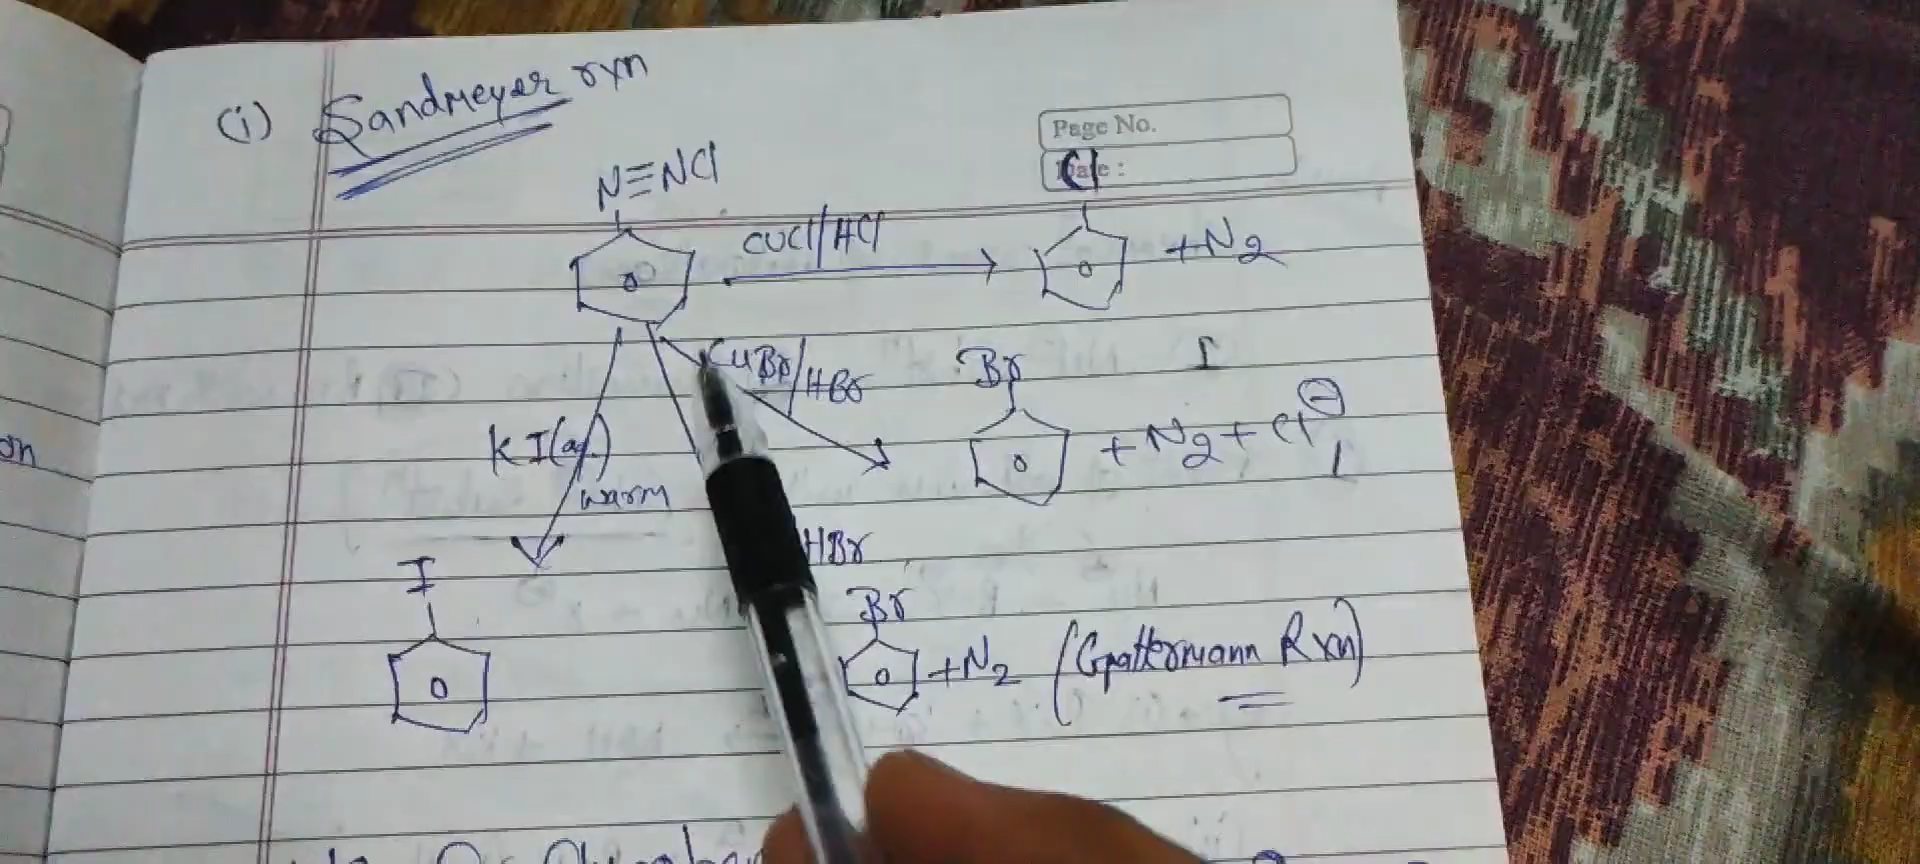 (i) Sandmeyer rxn
Page No.
N≡NCl
Cl
CuCl/HCl
+N2
CuBr/HBr
Br
I
+ N2 + Cl⊖
KI(aq.)
warm
HBr
I
Br
+N2 (Gattermann Rxn)